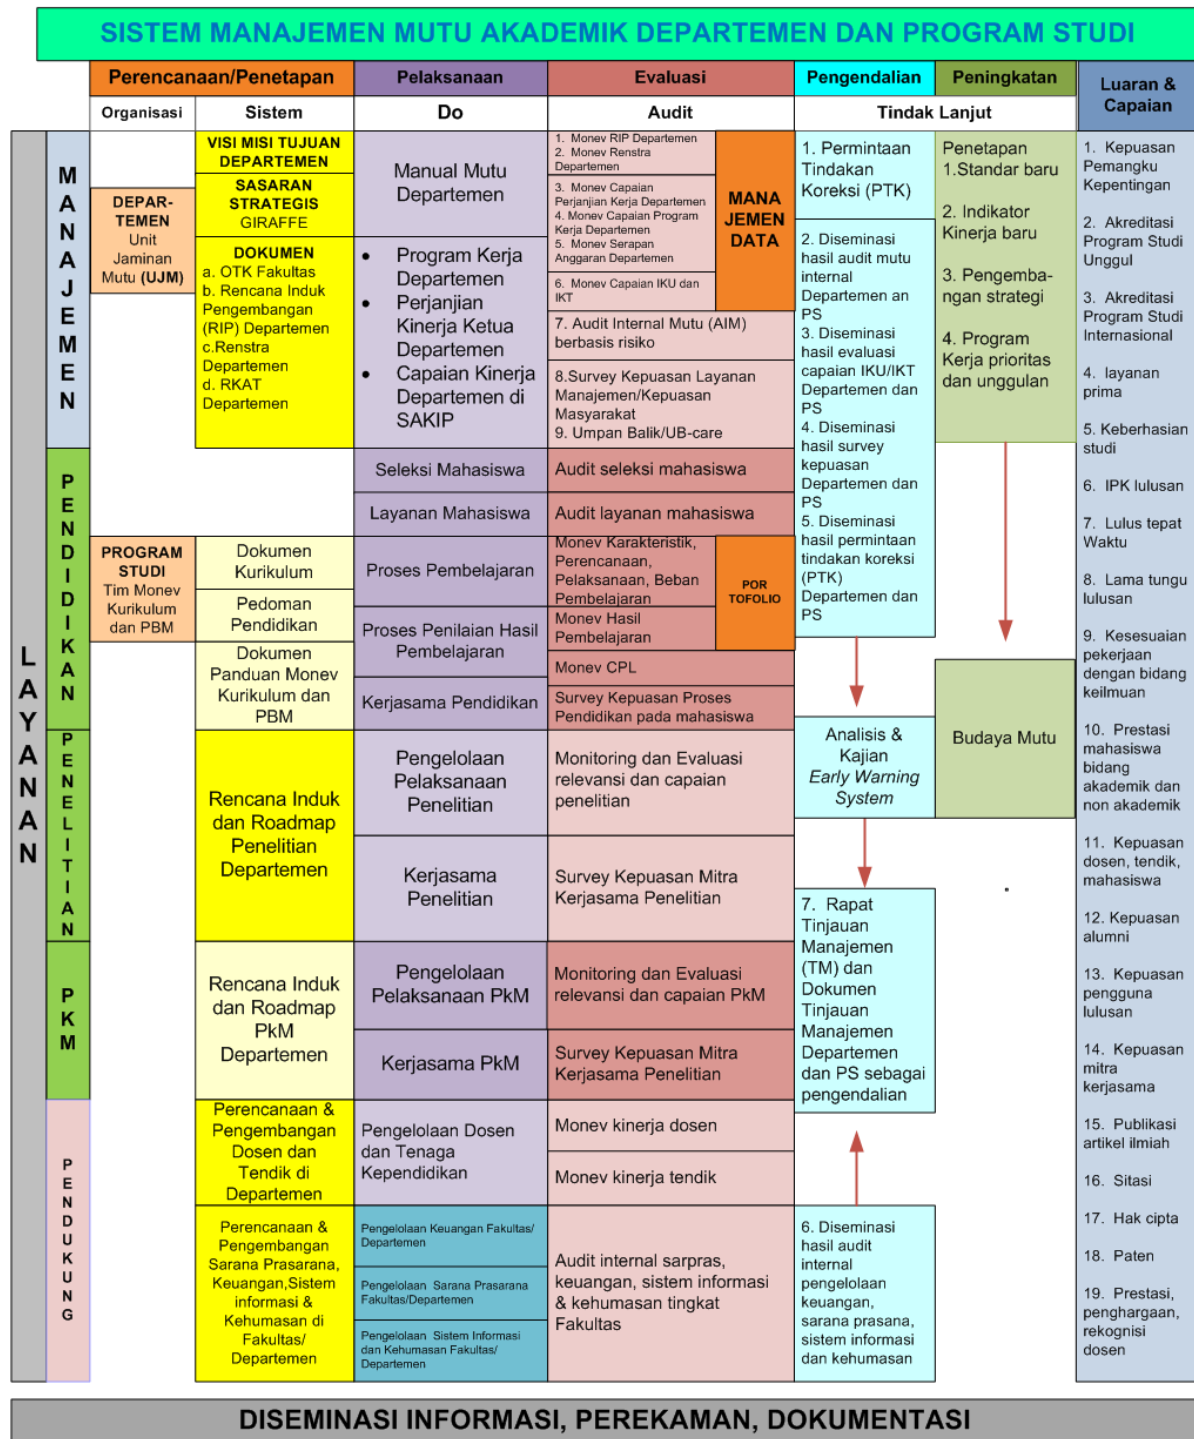 SISTEM MANAJEMEN MUTU AKADEMIK DEPARTEMEN DAN PROGRAM STUDI
Perencanaan/Penetapan
Pelaksanaan
Evaluasi
Pengendalian
Peningkatan
Luaran &
Capaian
Organisasi
Sistem
Do
Audit
Tindak Lanjut
LAYANAN
MANAJEMEN
DEPAR-
TEMEN
Unit
Jaminan
Mutu (UJM)
VISI MISI TUJUAN
DEPARTEMEN
SASARAN
STRATEGIS
GIRAFFE
DOKUMEN
a. OTK Fakultas
b. Rencana Induk
Pengembangan
(RIP) Departemen
c.Renstra
Departemen
d. RKAT
Departemen
Manual Mutu
Departemen
• Program Kerja
Departemen
• Perjanjian
Kinerja Ketua
Departemen
• Capaian Kinerja
Departemen di
SAKIP
1. Monev RIP Departemen
2. Monev Renstra
Departemen
3. Monev Capaian
Perjanjian Kerja Departemen
4. Monev Capaian Program
Kerja Departemen
5. Monev Serapan
Anggaran Departemen
6. Monev Capaian IKU dan
IKT
MANA
JEMEN
DATA
7. Audit Internal Mutu (AIM)
berbasis risiko
8.Survey Kepuasan Layanan
Manajemen/Kepuasan
Masyarakat
9. Umpan Balik/UB-care
1. Permintaan
Tindakan
Koreksi (PTK)
2. Diseminasi
hasil audit mutu
internal
Departemen an
PS
3. Diseminasi
hasil evaluasi
capaian IKU/IKT
Departemen dan
PS
4. Diseminasi
hasil survey
kepuasan
Departemen dan
PS
5. Diseminasi
hasil permintaan
tindakan koreksi
(PTK)
Departemen dan
PS
Penetapan
1.Standar baru
2. Indikator
Kinerja baru
3. Pengemba-
ngan strategi
4. Program
Kerja prioritas
dan unggulan
PENDIDIKAN
PROGRAM
STUDI
Tim Monev
Kurikulum
dan PBM
Dokumen
Kurikulum
Pedoman
Pendidikan
Dokumen
Panduan Monev
Kurikulum dan
PBM
Seleksi Mahasiswa
Layanan Mahasiswa
Proses Pembelajaran
Proses Penilaian Hasil
Pembelajaran
Kerjasama Pendidikan
Audit seleksi mahasiswa
Audit layanan mahasiswa
Monev Karakteristik,
Perencanaan,
Pelaksanaan, Beban
Pembelajaran
Monev Hasil
Pembelajaran
POR
TOFOLIO
Monev CPL
Survey Kepuasan Proses
Pendidikan pada mahasiswa
Analisis &
Kajian
Early Warning
System
Budaya Mutu
PENELITIAN
Rencana Induk
dan Roadmap
Penelitian
Departemen
Pengelolaan
Pelaksanaan
Penelitian
Kerjasama
Penelitian
Monitoring dan Evaluasi
relevansi dan capaian
penelitian
Survey Kepuasan Mitra
Kerjasama Penelitian
7. Rapat
Tinjauan
Manajemen
(TM) dan
Dokumen
Tinjauan
Manajemen
Departemen
dan PS sebagai
pengendalian
PKM
Rencana Induk
dan Roadmap
PkM
Departemen
Pengelolaan
Pelaksanaan PkM
Kerjasama PkM
Monitoring dan Evaluasi
relevansi dan capaian PkM
Survey Kepuasan Mitra
Kerjasama Penelitian
PENDUKUNG
Perencanaan &
Pengembangan
Dosen dan
Tendik di
Departemen
Perencanaan &
Pengembangan
Sarana Prasarana,
Keuangan,Sistem
informasi &
Kehumasan di
Fakultas/
Departemen
Pengelolaan Dosen
dan Tenaga
Kependidikan
Pengelolaan Keuangan Fakultas/
Departemen
Pengelolaan Sarana Prasarana
Fakultas/Departemen
Pengelolaan Sistem Informasi
dan Kehumasan Fakultas/
Departemen
Monev kinerja dosen
Monev kinerja tendik
Audit internal sarpras,
keuangan, sistem informasi
& kehumasan tingkat
Fakultas
6. Diseminasi
hasil audit
internal
pengelolaan
keuangan,
sarana prasana,
sistem informasi
dan kehumasan
1. Kepuasan
Pemangku
Kepentingan
2. Akreditasi
Program Studi
Unggul
3. Akreditasi
Program Studi
Internasional
4. layanan
prima
5. Keberhasian
studi
6. IPK lulusan
7. Lulus tepat
Waktu
8. Lama tungu
lulusan
9. Kesesuaian
pekerjaan
dengan bidang
keilmuan
10. Prestasi
mahasiswa
bidang
akademik dan
non akademik
11. Kepuasan
dosen, tendik,
mahasiswa
12. Kepuasan
alumni
13. Kepuasan
pengguna
lulusan
14. Kepuasan
mitra
kerjasama
15. Publikasi
artikel ilmiah
16. Sitasi
17. Hak cipta
18. Paten
19. Prestasi,
penghargaan,
rekognisi
dosen
DISEMINASI INFORMASI, PEREKAMAN, DOKUMENTASI